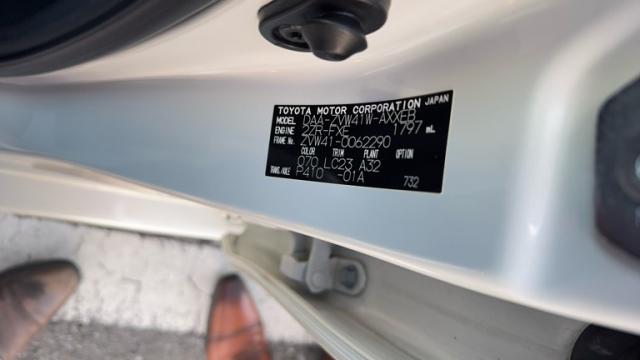 TOYOTA MOTOR CORPORATION JAPAN
MODEL DAA-ZVW41W-AXXEB
ENGINE 2ZR-FXE 1797 mL
FRAME No. ZVW41-0062290
COLOR TRIM PLANT OPTION
070 LC23 A32
TRANS./AXLE P410 -01A 732